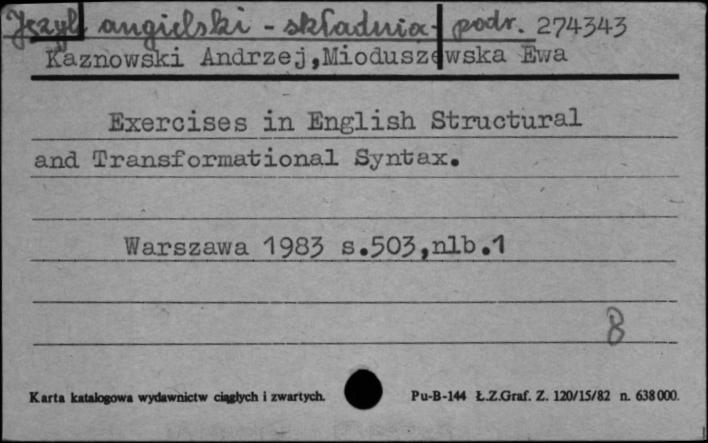 Język angielski - składnia - podr. 274343
Kaznowski Andrzej,Mioduszewska Ewa
Exercises in English Structural
and Transformational Syntax.
Warszawa 1983 s.503,nlb.1
8
Karta katalogowa wydawnictw ciągłych i zwartych. Pu-B-144 Ł.Z.Graf. Z. 120/15/82 n. 638000.